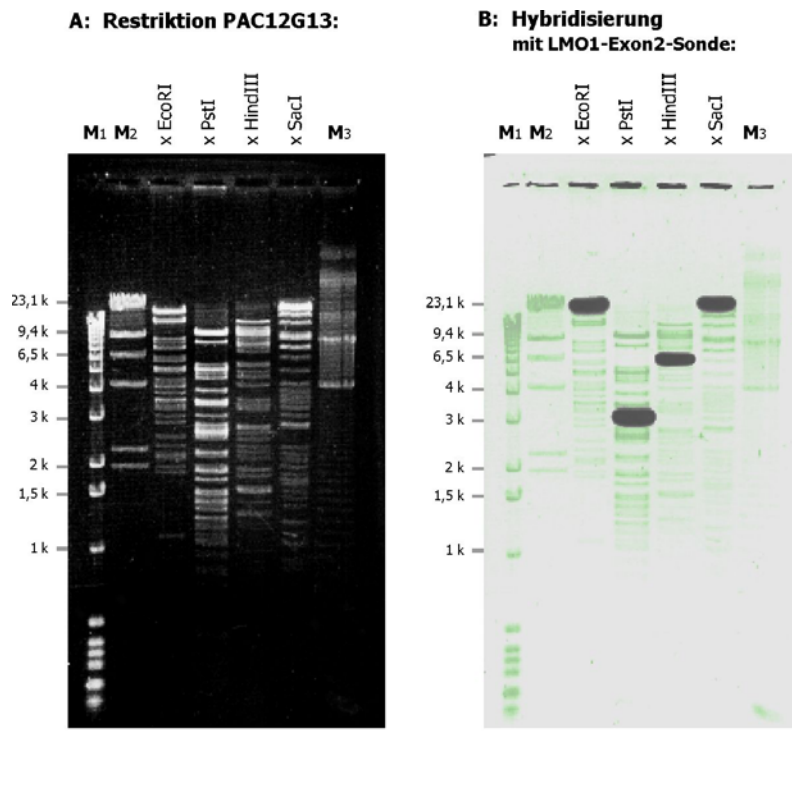 A: Restriktion PAC12G13:
M1 M2 x EcoRI x PstI x HindIII x SacI M3
23,1 k
9,4 k
6,5 k
4 k
3 k
2 k
1,5 k
1 k
B: Hybridisierung
mit LMO1-Exon2-Sonde:
M1 M2 x EcoRI x PstI x HindIII x SacI M3
23,1 k
9,4 k
6,5 k
4 k
3 k
2 k
1,5 k
1 k